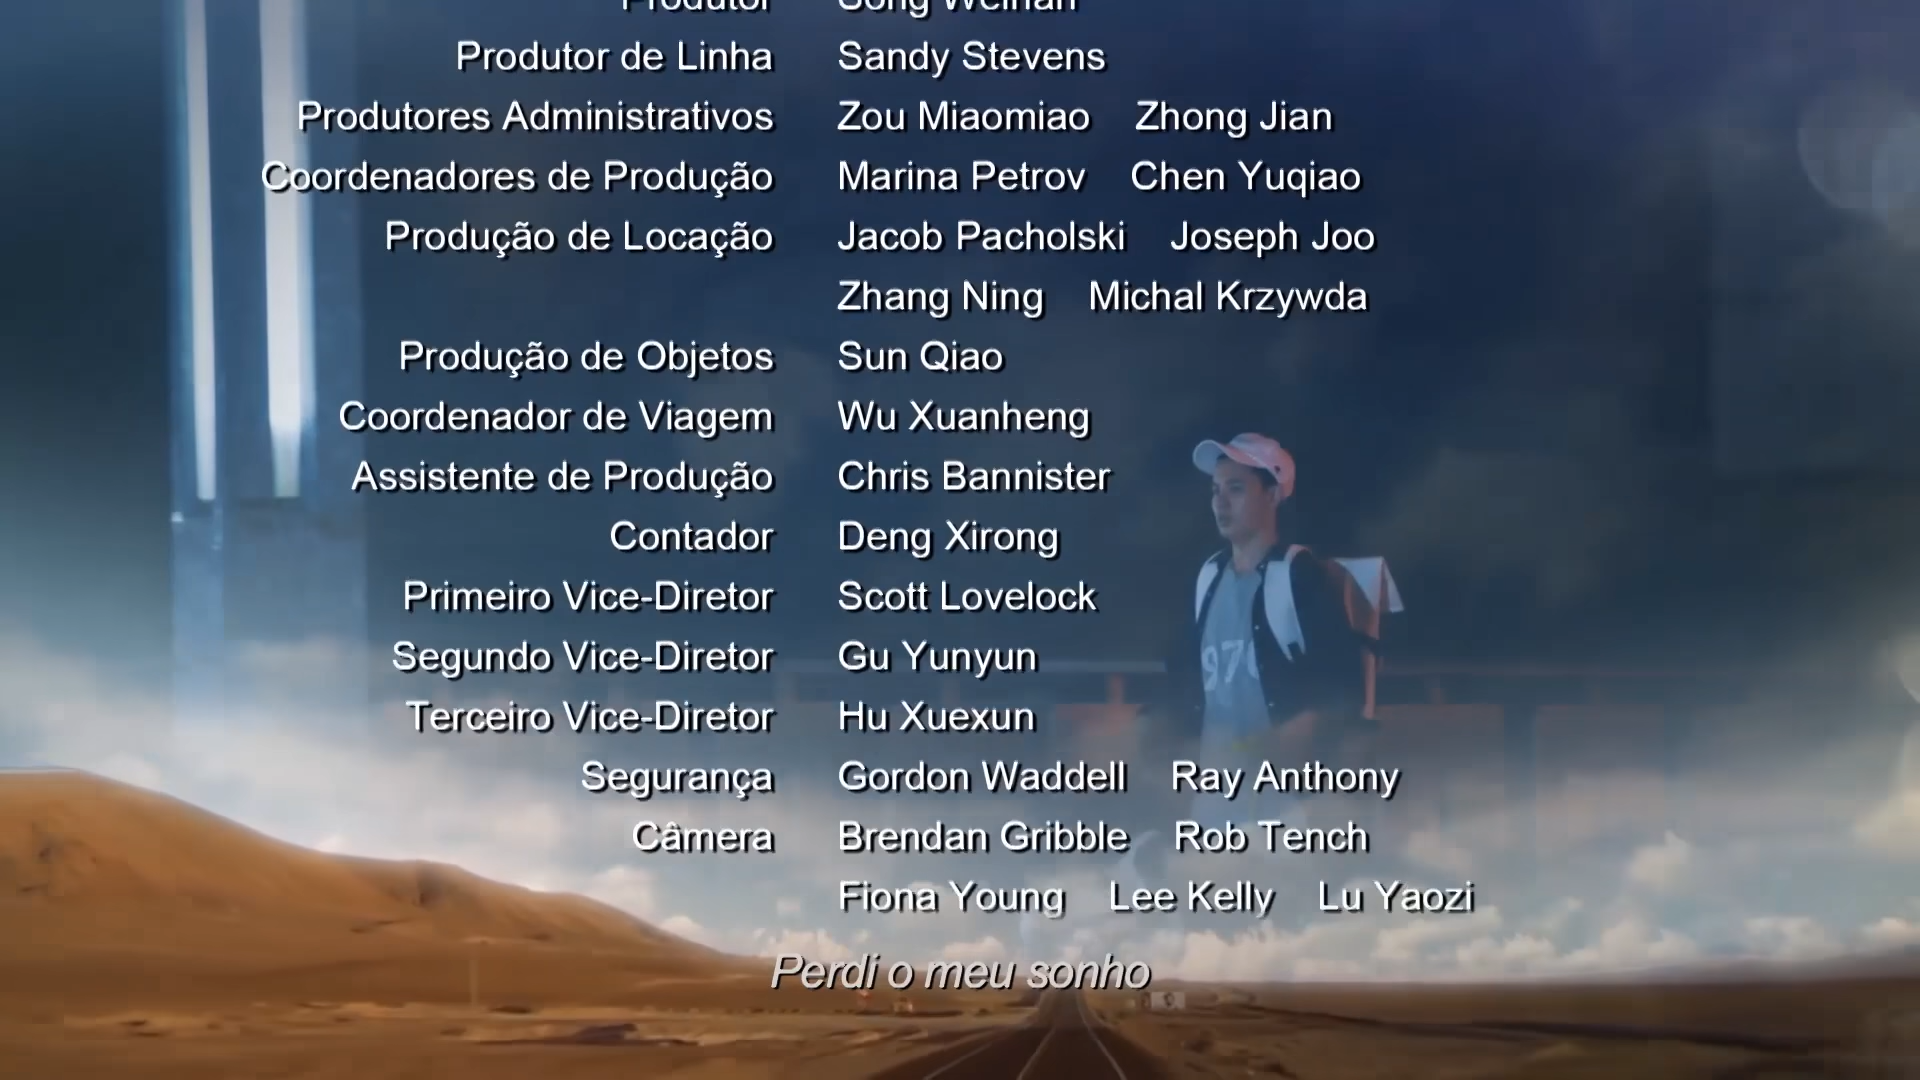 Produtor Song Weihan
Produtor de Linha Sandy Stevens
Produtores Administrativos Zou Miaomiao Zhong Jian
Coordenadores de Produção Marina Petrov Chen Yuqiao
Produção de Locação Jacob Pacholski Joseph Joo
Zhang Ning Michal Krzywda
Produção de Objetos Sun Qiao
Coordenador de Viagem Wu Xuanheng
Assistente de Produção Chris Bannister
Contador Deng Xirong
Primeiro Vice-Diretor Scott Lovelock
Segundo Vice-Diretor Gu Yunyun
Terceiro Vice-Diretor Hu Xuexun
Segurança Gordon Waddell Ray Anthony
Câmera Brendan Gribble Rob Tench
Fiona Young Lee Kelly Lu Yaozi
Perdi o meu sonho